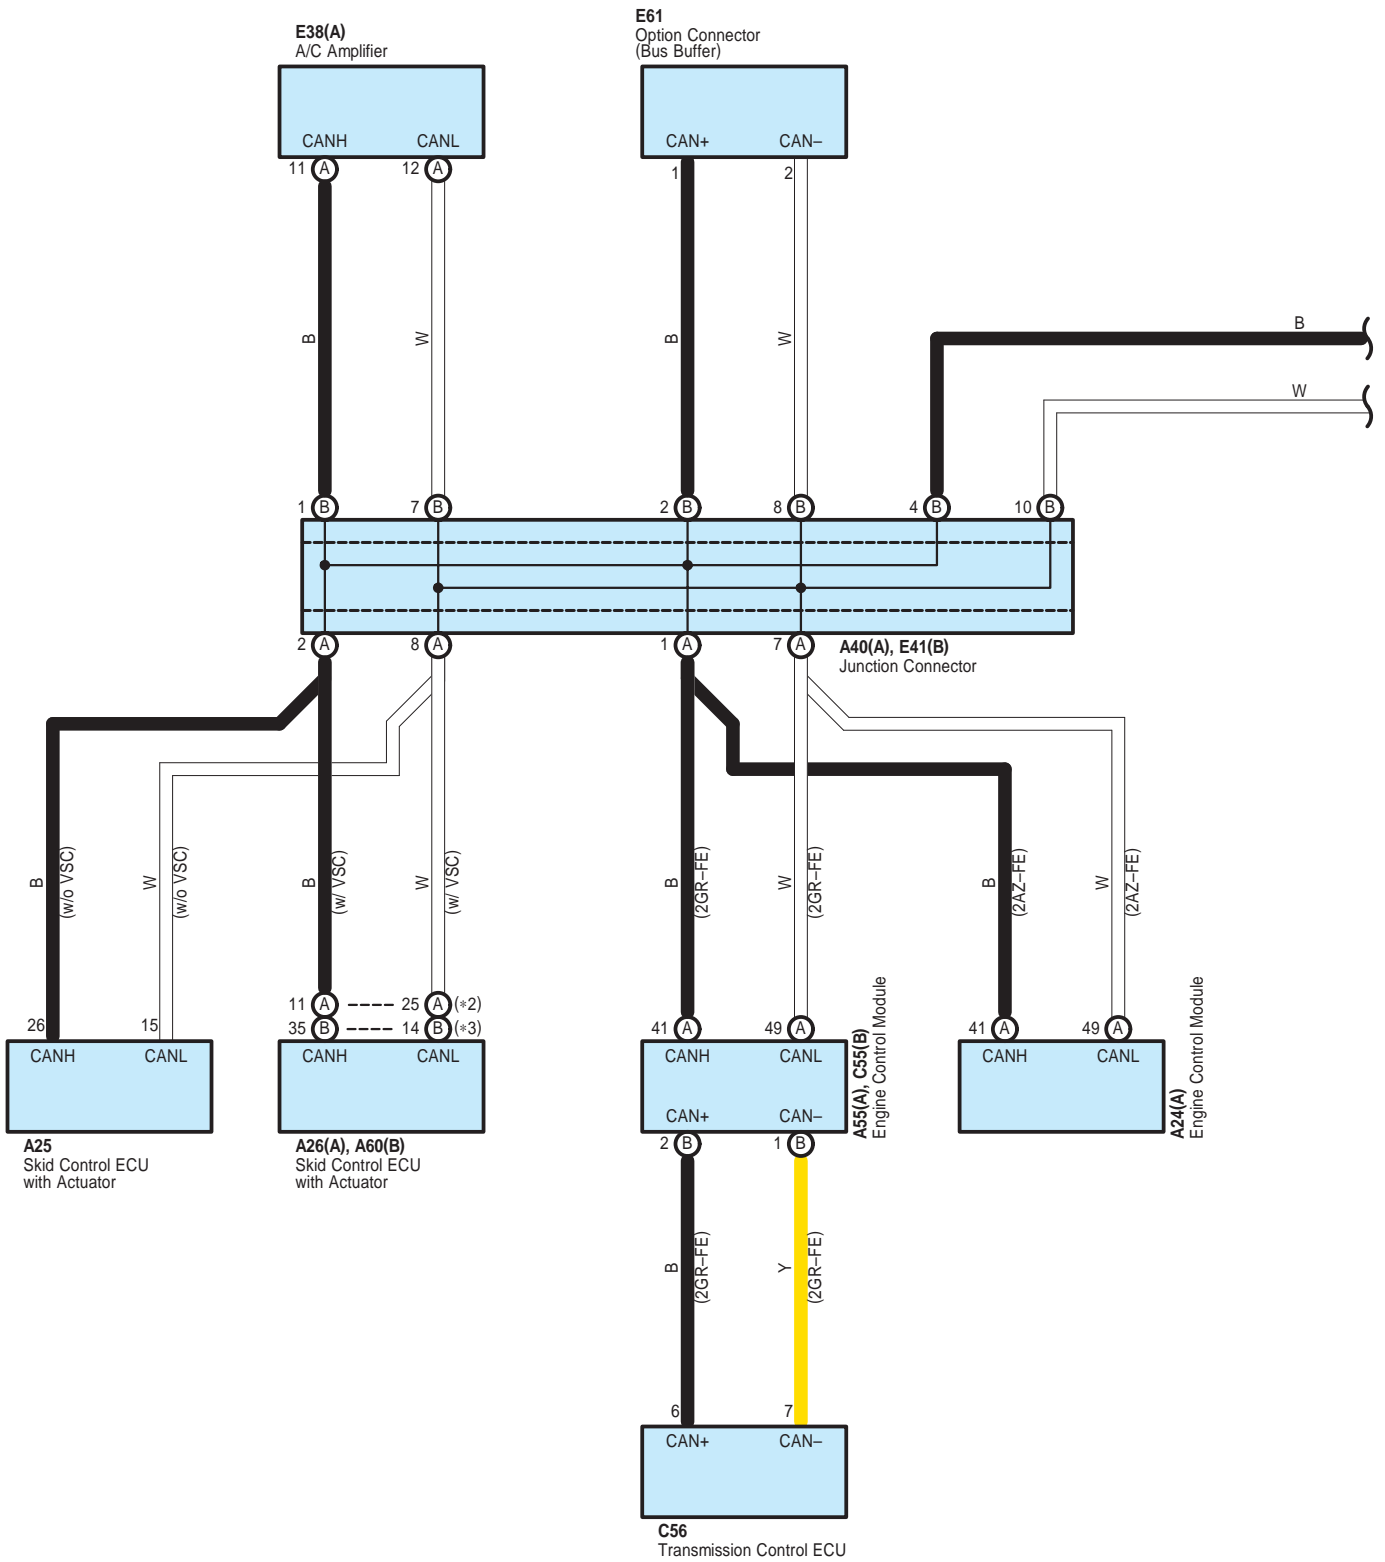 E38(A)
A/C Amplifier
E61
Option Connector
(Bus Buffer)
CANH CANL
CAN+ CAN–
11 A 12 A
1 2
B W B W
B
W
1 B 7 B 2 B 8 B 4 B 10 B
2 A 8 A 1 A 7 A
A40(A), E41(B)
Junction Connector
B (w/o VSC) W (w/o VSC) B (w/ VSC) W (w/ VSC) B (2GR–FE) W (2GR–FE) B (2AZ–FE) W (2AZ–FE)
11 A 25 A (*2)
26 15 35 B 14 B (*3) 41 A 49 A 41 A 49 A
CANH CANL CANH CANL CANH CANL CANH CANL
CAN+ CAN–
A55(A), C55(B)
Engine Control Module
A24(A)
Engine Control Module
A25
Skid Control ECU
with Actuator
A26(A), A60(B)
Skid Control ECU
with Actuator
2 B 1 B
B (2GR–FE) Y (2GR–FE)
6 7
CAN+ CAN–
C56
Transmission Control ECU